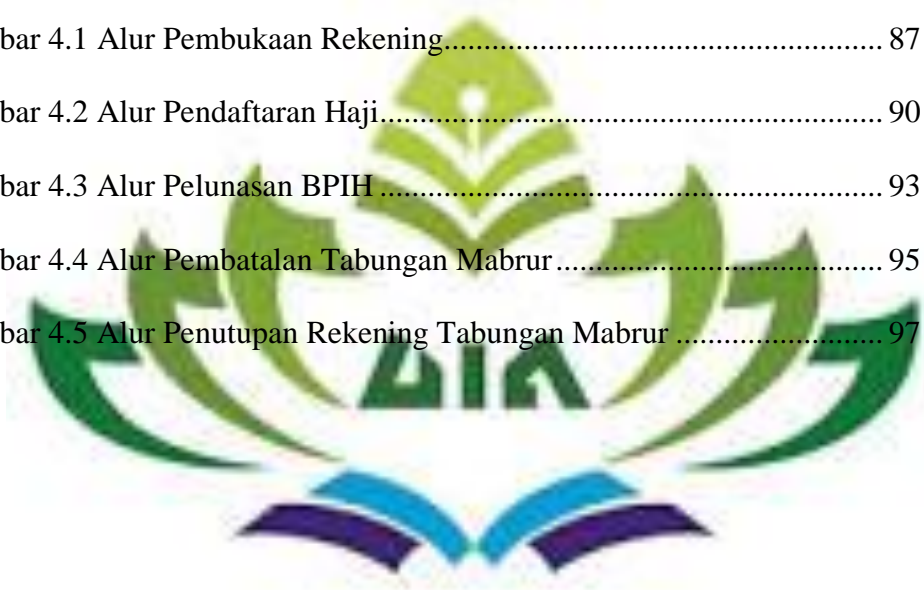 bar 4.1 Alur Pembukaan Rekening....................................................... 87
bar 4.2 Alur Pendaftaran Haji............................................................... 90
bar 4.3 Alur Pelunasan BPIH ............................................................... 93
bar 4.4 Alur Pembatalan Tabungan Mabrur......................................... 95
bar 4.5 Alur Penutupan Rekening Tabungan Mabrur .......................... 97